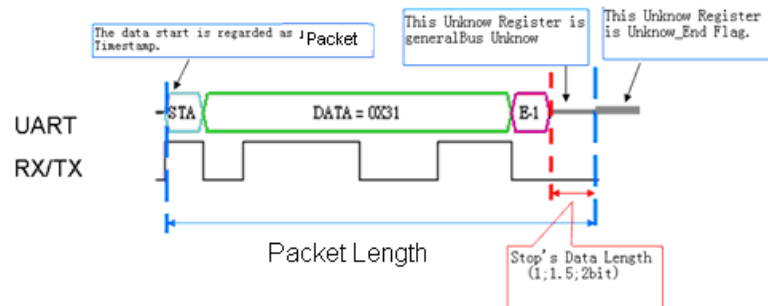 The data start is regarded as Packet
Timestamp.
This Unknow Register is
generalBus Unknow
This Unknow Register
is Unknow_End Flag.
STA
DATA = 0X31
E-1
UART
RX/TX
Packet Length
Stop's Data Length
(1;1.5;2bit)